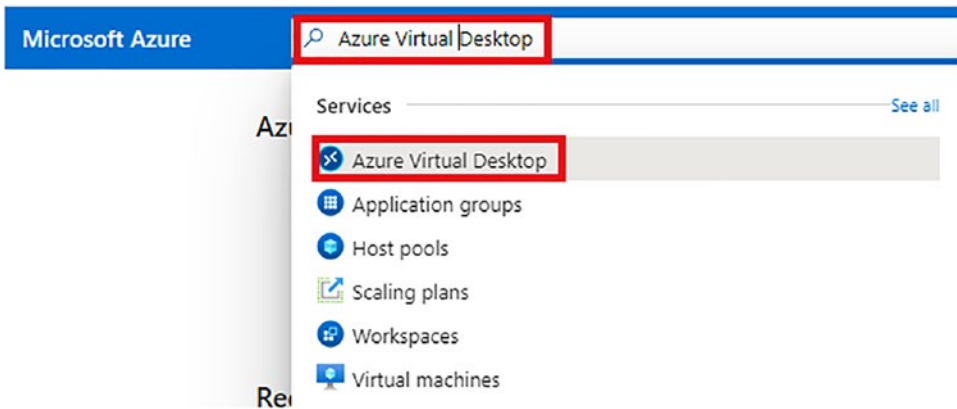 Microsoft Azure
Azure Virtual Desktop
Services
See all
Azure Virtual Desktop
Application groups
Host pools
Scaling plans
Workspaces
Virtual machines